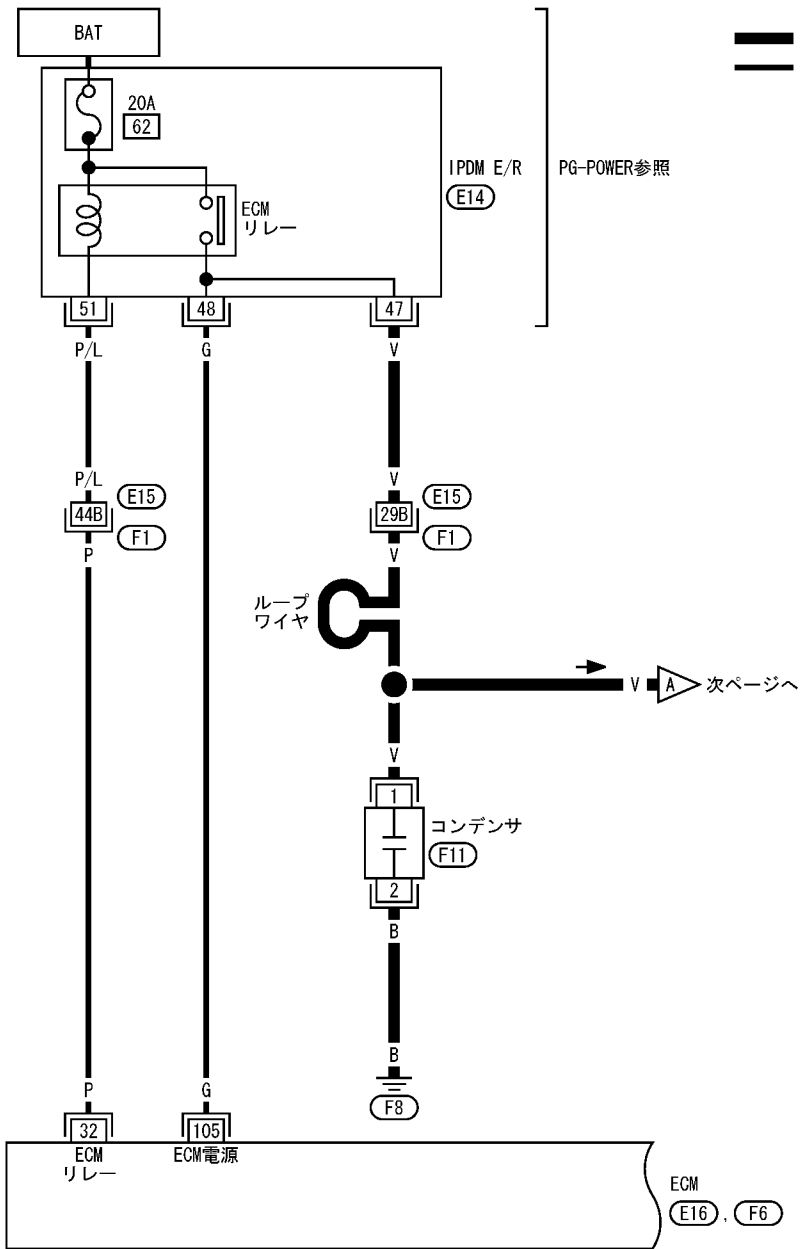 BAT
20A
62
IPDM E/R
E14
PG-POWER参照
ECM
リレー
51
48
47
P/L
G
V
P/L
V
44B
E15
F1
29B
E15
F1
P
V
ループ
ワイヤ
V
A
次ページへ
V
1
コンデンサ
F11
2
B
B
F8
P
G
32
105
ECM
リレー
ECM電源
ECM
E16 , F6